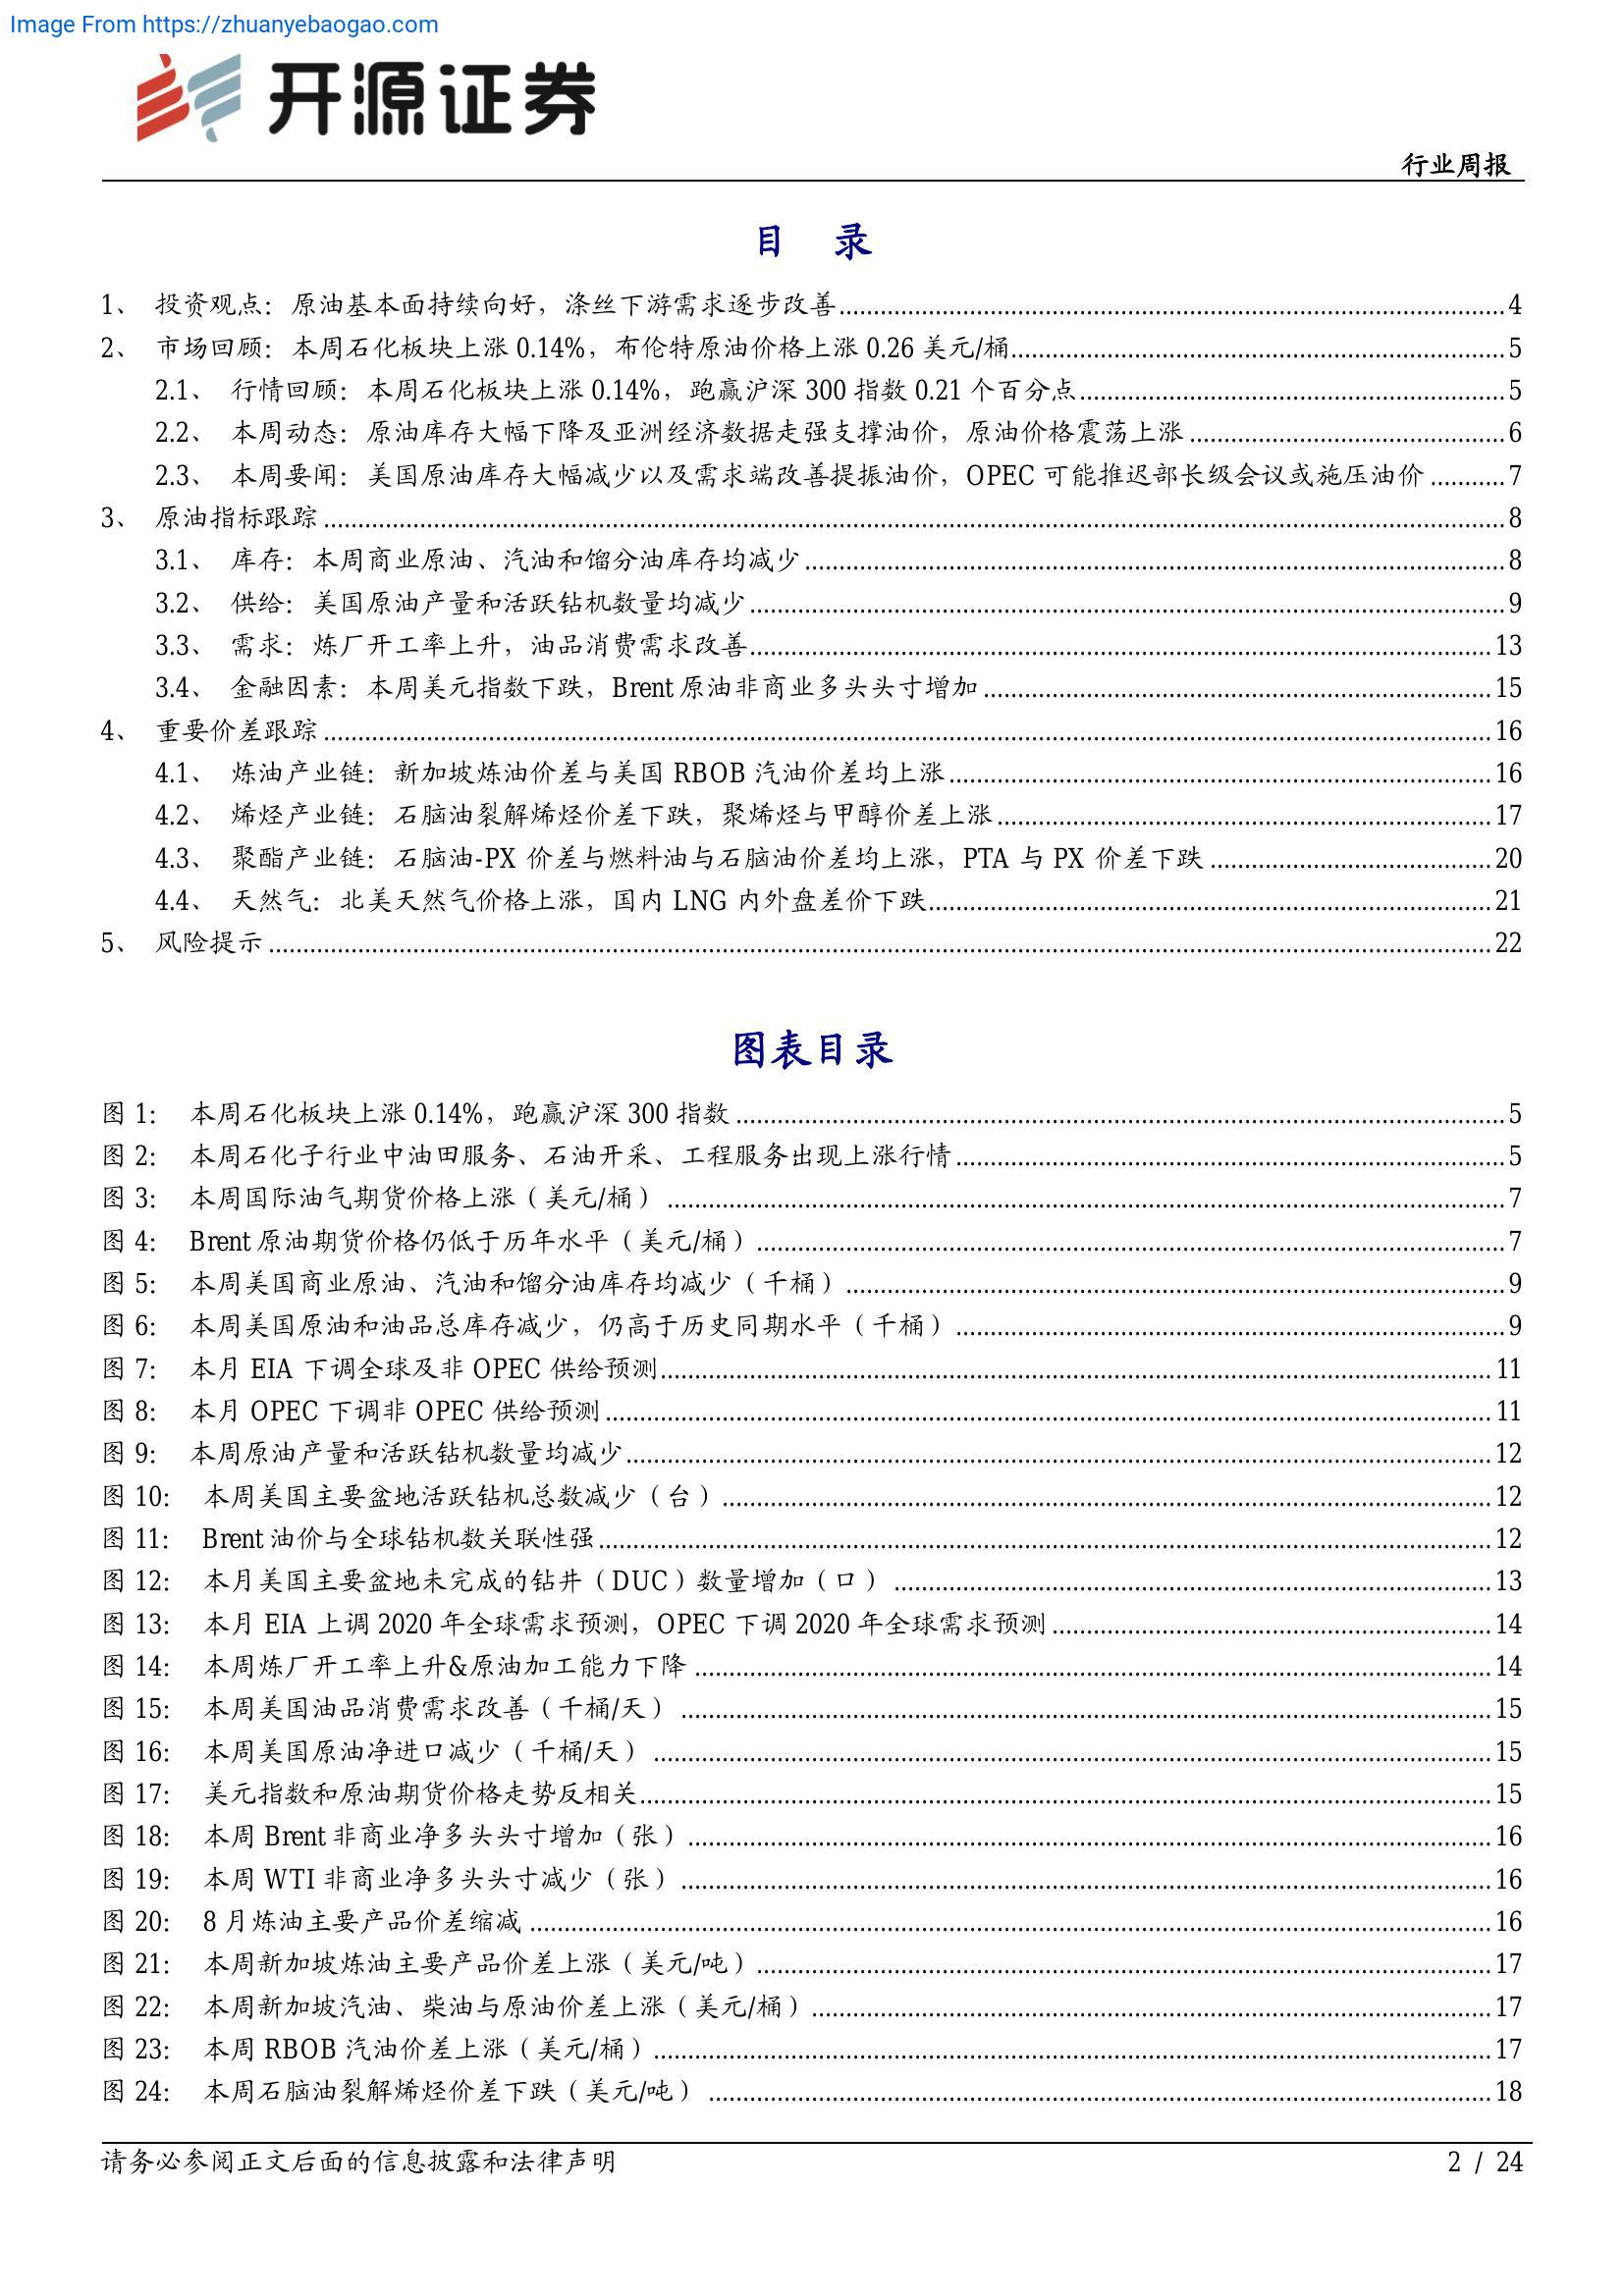 Image From https://zhuanyebaogao.com
开源证券
行业周报
目 录
1、 投资观点：原油基本面持续向好，涤丝下游需求逐步改善 4
2、 市场回顾：本周石化板块上涨 0.14%，布伦特原油价格上涨 0.26 美元/桶 5
2.1、 行情回顾：本周石化板块上涨 0.14%，跑赢沪深 300 指数 0.21 个百分点 5
2.2、 本周动态：原油库存大幅下降及亚洲经济数据走强支撑油价，原油价格震荡上涨 6
2.3、 本周要闻：美国原油库存大幅减少以及需求端改善提振油价，OPEC 可能推迟部长级会议或施压油价 7
3、 原油指标跟踪 8
3.1、 库存：本周商业原油、汽油和馏分油库存均减少 8
3.2、 供给：美国原油产量和活跃钻机数量均减少 9
3.3、 需求：炼厂开工率上升，油品消费需求改善 13
3.4、 金融因素：本周美元指数下跌，Brent 原油非商业多头头寸增加 15
4、 重要价差跟踪 16
4.1、 炼油产业链：新加坡炼油价差与美国 RBOB 汽油价差均上涨 16
4.2、 烯烃产业链：石脑油裂解烯烃价差下跌，聚烯烃与甲醇价差上涨 17
4.3、 聚酯产业链：石脑油-PX 价差与燃料油与石脑油价差均上涨，PTA 与 PX 价差下跌 20
4.4、 天然气：北美天然气价格上涨，国内 LNG 内外盘差价下跌 21
5、 风险提示 22
图表目录
图 1： 本周石化板块上涨 0.14%，跑赢沪深 300 指数 5
图 2： 本周石化子行业中油田服务、石油开采、工程服务出现上涨行情 5
图 3： 本周国际油气期货价格上涨（美元/桶） 7
图 4： Brent 原油期货价格仍低于历年水平（美元/桶） 7
图 5： 本周美国商业原油、汽油和馏分油库存均减少（千桶） 9
图 6： 本周美国原油和油品总库存减少，仍高于历史同期水平（千桶） 9
图 7： 本月 EIA 下调全球及非 OPEC 供给预测 11
图 8： 本月 OPEC 下调非 OPEC 供给预测 11
图 9： 本周原油产量和活跃钻机数量均减少 12
图 10： 本周美国主要盆地活跃钻机总数减少（台） 12
图 11： Brent 油价与全球钻机数关联性强 12
图 12： 本月美国主要盆地未完成的钻井（DUC）数量增加（口） 13
图 13： 本月 EIA 上调 2020 年全球需求预测，OPEC 下调 2020 年全球需求预测 14
图 14： 本周炼厂开工率上升&原油加工能力下降 14
图 15： 本周美国油品消费需求改善（千桶/天） 15
图 16： 本周美国原油净进口减少（千桶/天） 15
图 17： 美元指数和原油期货价格走势反相关 15
图 18： 本周 Brent 非商业净多头头寸增加（张） 16
图 19： 本周 WTI 非商业净多头头寸减少（张） 16
图 20： 8 月炼油主要产品价差缩减 16
图 21： 本周新加坡炼油主要产品价差上涨（美元/吨） 17
图 22： 本周新加坡汽油、柴油与原油价差上涨（美元/桶） 17
图 23： 本周 RBOB 汽油价差上涨（美元/桶） 17
图 24： 本周石脑油裂解烯烃价差下跌（美元/吨） 18
请务必参阅正文后面的信息披露和法律声明 2 / 24